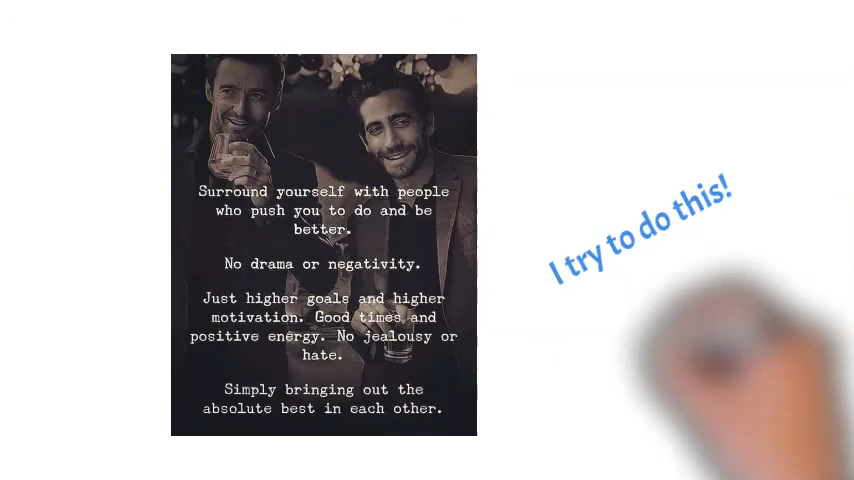 Surround yourself with people
who push you to do and be
better.
No drama or negativity.
Just higher goals and higher
motivation. Good times and
positive energy. No jealousy or
hate.
Simply bringing out the
absolute best in each other.
I try to do this!